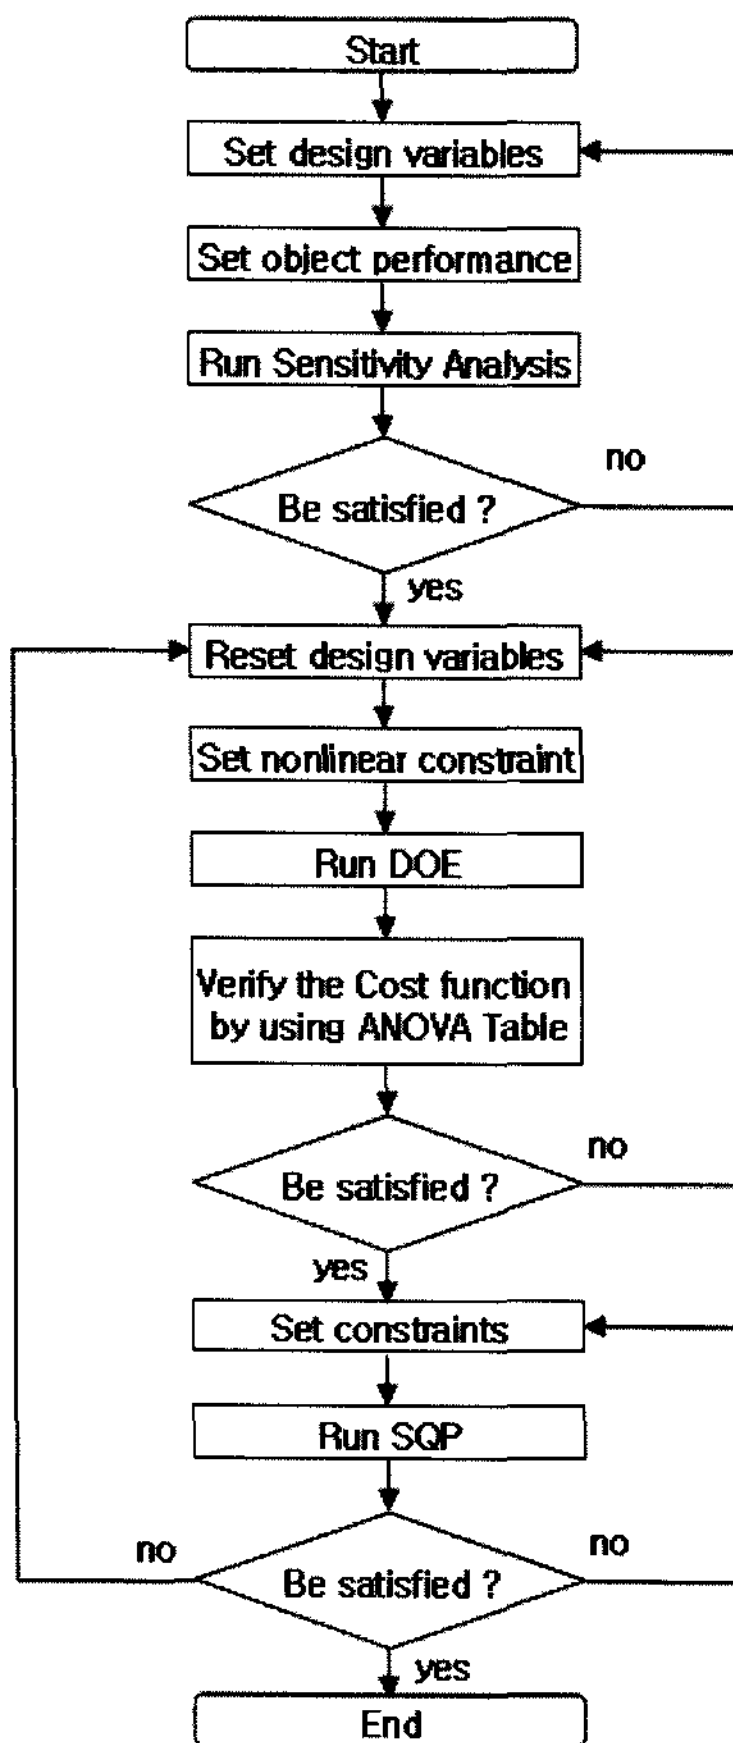 Start
Set design variables
Set object performance
Run Sensitivity Analysis
no
Be satisfied ?
yes
Reset design variables
Set nonlinear constraint
Run DOE
Verify the Cost function
by using ANOVA Table
no
Be satisfied ?
yes
Set constraints
Run SQP
no
no
Be satisfied ?
yes
End